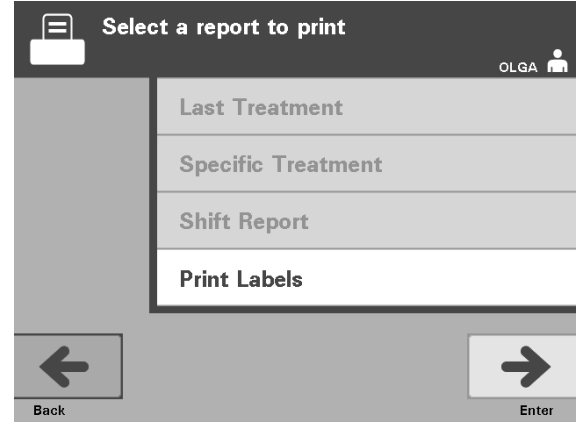 Select a report to print
OLGA
Last Treatment
Specific Treatment
Shift Report
Print Labels
Back
Enter